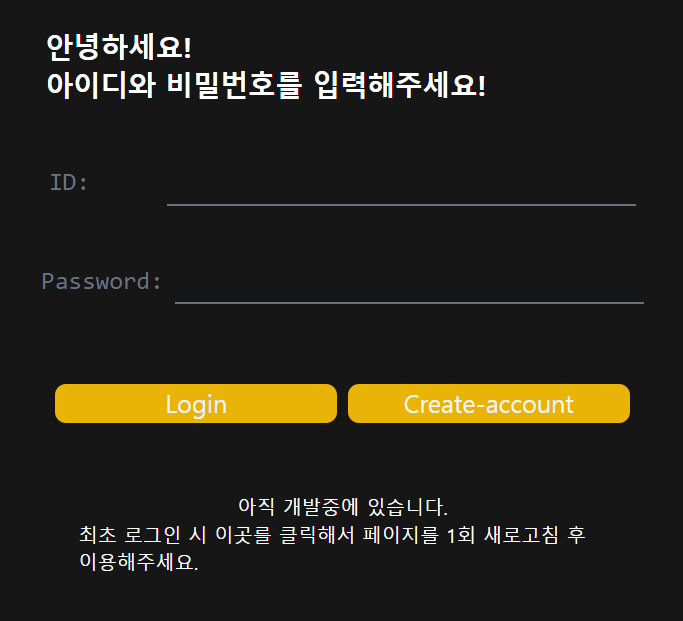 안녕하세요!
아이디와 비밀번호를 입력해주세요!
ID:
Password:
Login Create-account
아직 개발중에 있습니다.
최초 로그인 시 이곳를 클릭해서 페이지를 1회 새로고침 후
이용해주세요.